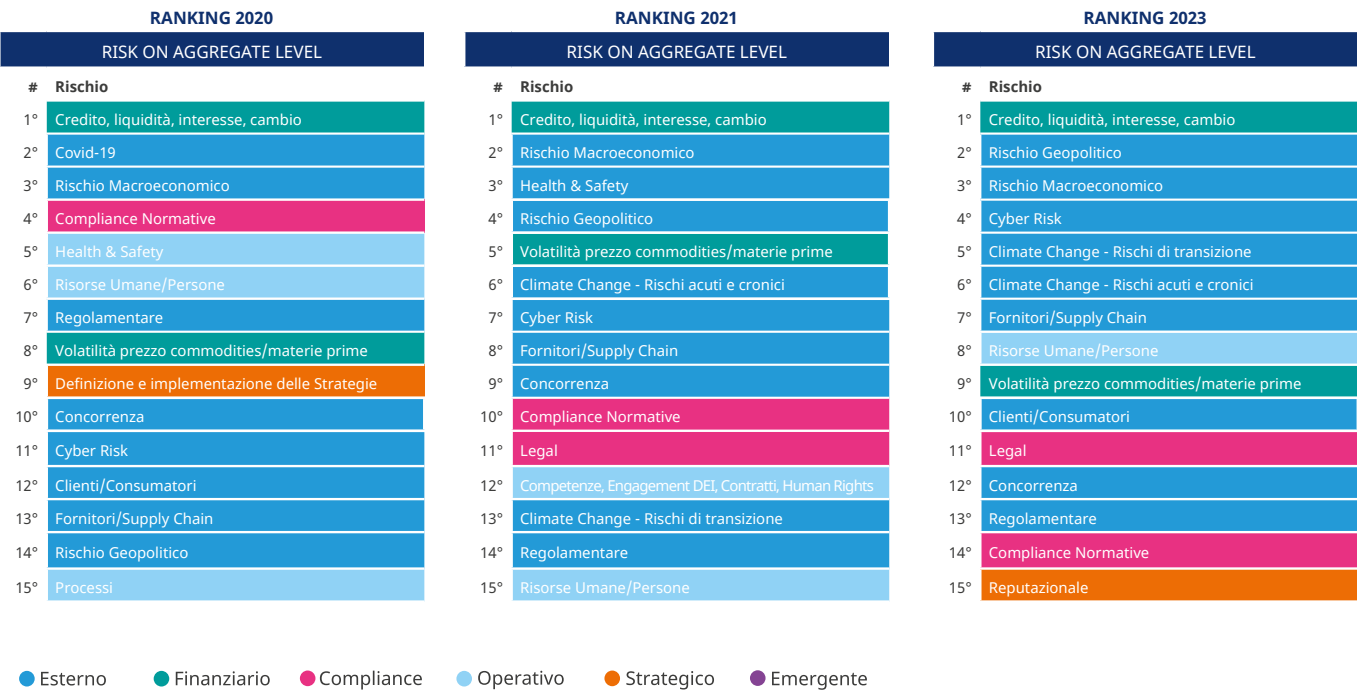 RANKING 2020
RISK ON AGGREGATE LEVEL
# Rischio
1° Credito, liquidità, interesse, cambio
2° Covid-19
3° Rischio Macroeconomico
4° Compliance Normative
5° Health & Safety
6° Risorse Umane/Persone
7° Regolamentare
8° Volatilità prezzo commodities/materie prime
9° Definizione e implementazione delle Strategie
10° Concorrenza
11° Cyber Risk
12° Clienti/Consumatori
13° Fornitori/Supply Chain
14° Rischio Geopolitico
15° Processi
RANKING 2021
RISK ON AGGREGATE LEVEL
# Rischio
1° Credito, liquidità, interesse, cambio
2° Rischio Macroeconomico
3° Health & Safety
4° Rischio Geopolitico
5° Volatilità prezzo commodities/materie prime
6° Climate Change - Rischi acuti e cronici
7° Cyber Risk
8° Fornitori/Supply Chain
9° Concorrenza
10° Compliance Normative
11° Legal
12° Competenze, Engagement DEI, Contratti, Human Rights
13° Climate Change - Rischi di transizione
14° Regolamentare
15° Risorse Umane/Persone
RANKING 2023
RISK ON AGGREGATE LEVEL
# Rischio
1° Credito, liquidità, interesse, cambio
2° Rischio Geopolitico
3° Rischio Macroeconomico
4° Cyber Risk
5° Climate Change - Rischi di transizione
6° Climate Change - Rischi acuti e cronici
7° Fornitori/Supply Chain
8° Risorse Umane/Persone
9° Volatilità prezzo commodities/materie prime
10° Clienti/Consumatori
11° Legal
12° Concorrenza
13° Regolamentare
14° Compliance Normative
15° Reputazionale
Esterno Finanziario Compliance Operativo Strategico Emergente